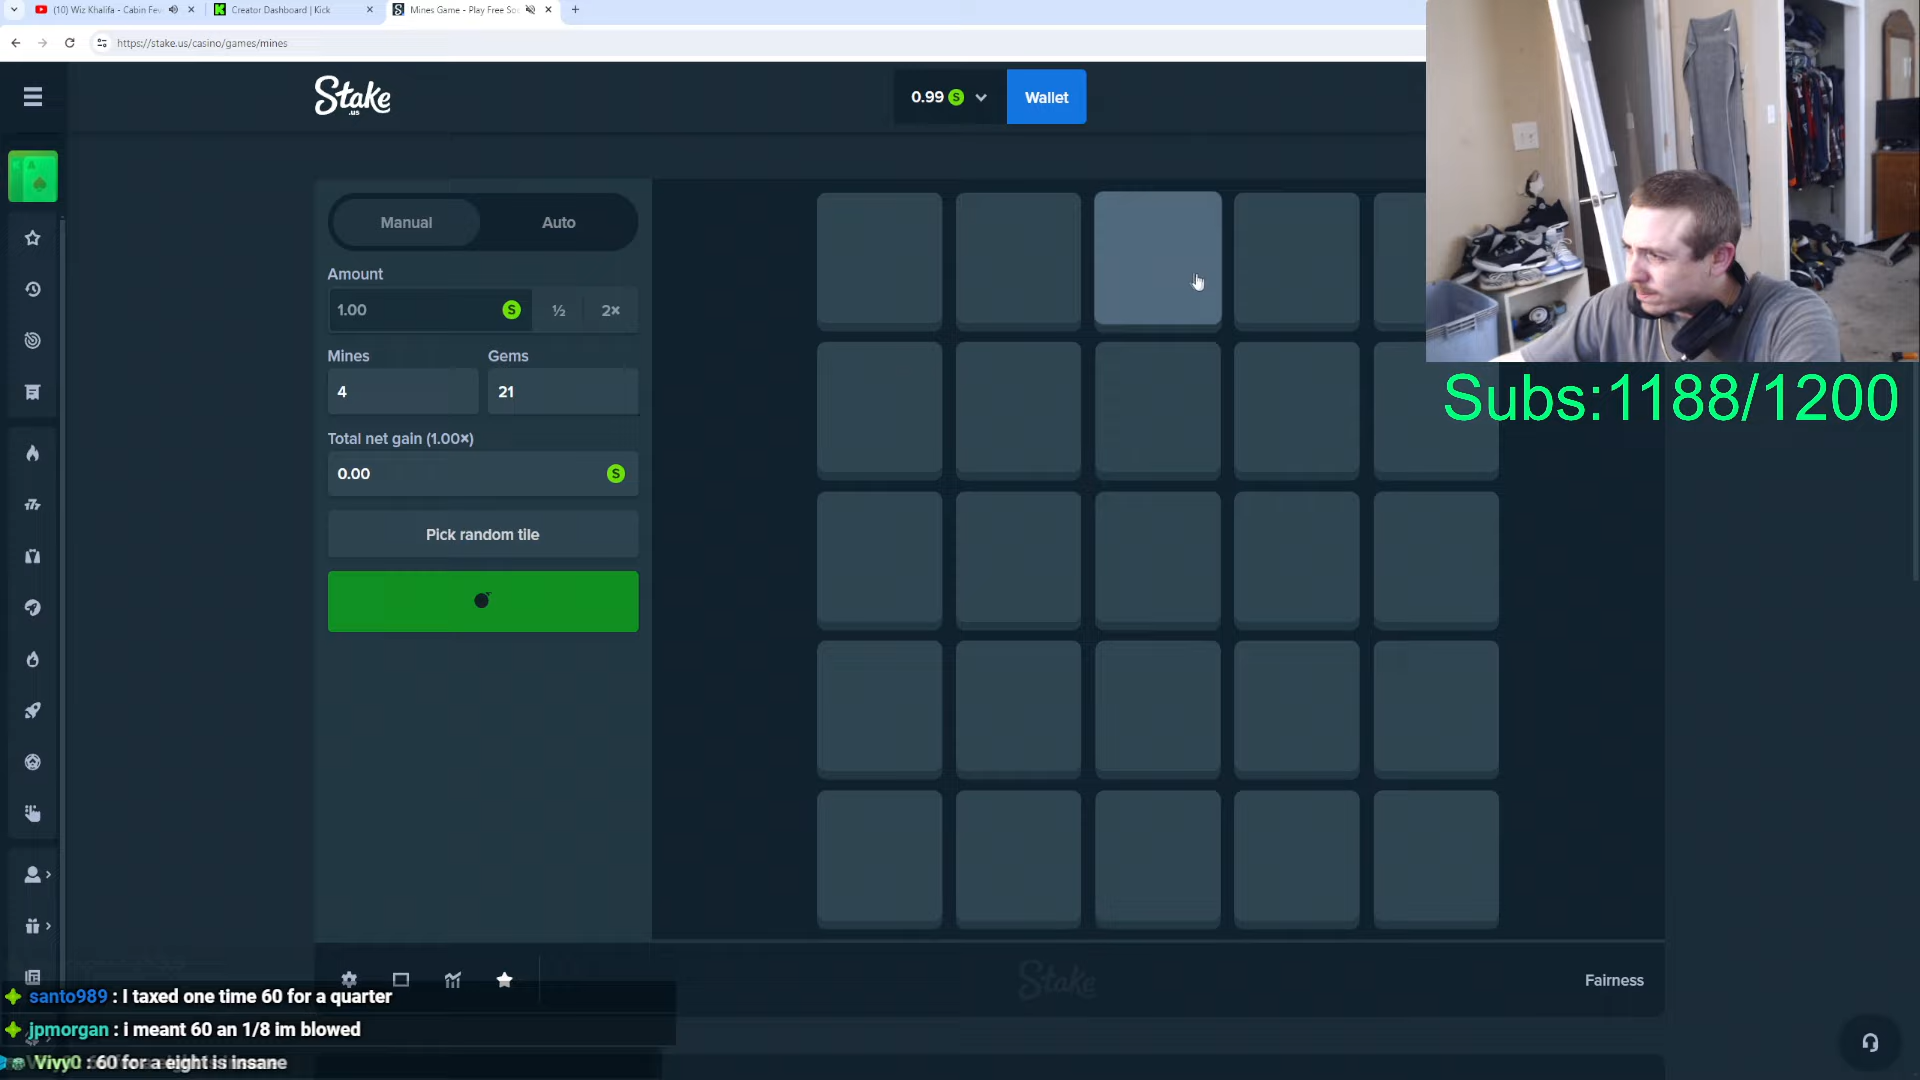 (10) Wiz Khalifa - Cabin Fev
Creator Dashboard | Kick
Mines Game - Play Free So
https://stake.us/casino/games/mines
Stake
.us
0.99 S
Wallet
Manual
Auto
Amount
1.00 S
½
2×
Mines
Gems
4
21
Total net gain (1.00×)
0.00 S
Pick random tile
Subs:1188/1200
Stake
Fairness
santo989 : I taxed one time 60 for a quarter
jpmorgan : i meant 60 an 1/8 im blowed
Vivy0 : 60 for a eight is insane